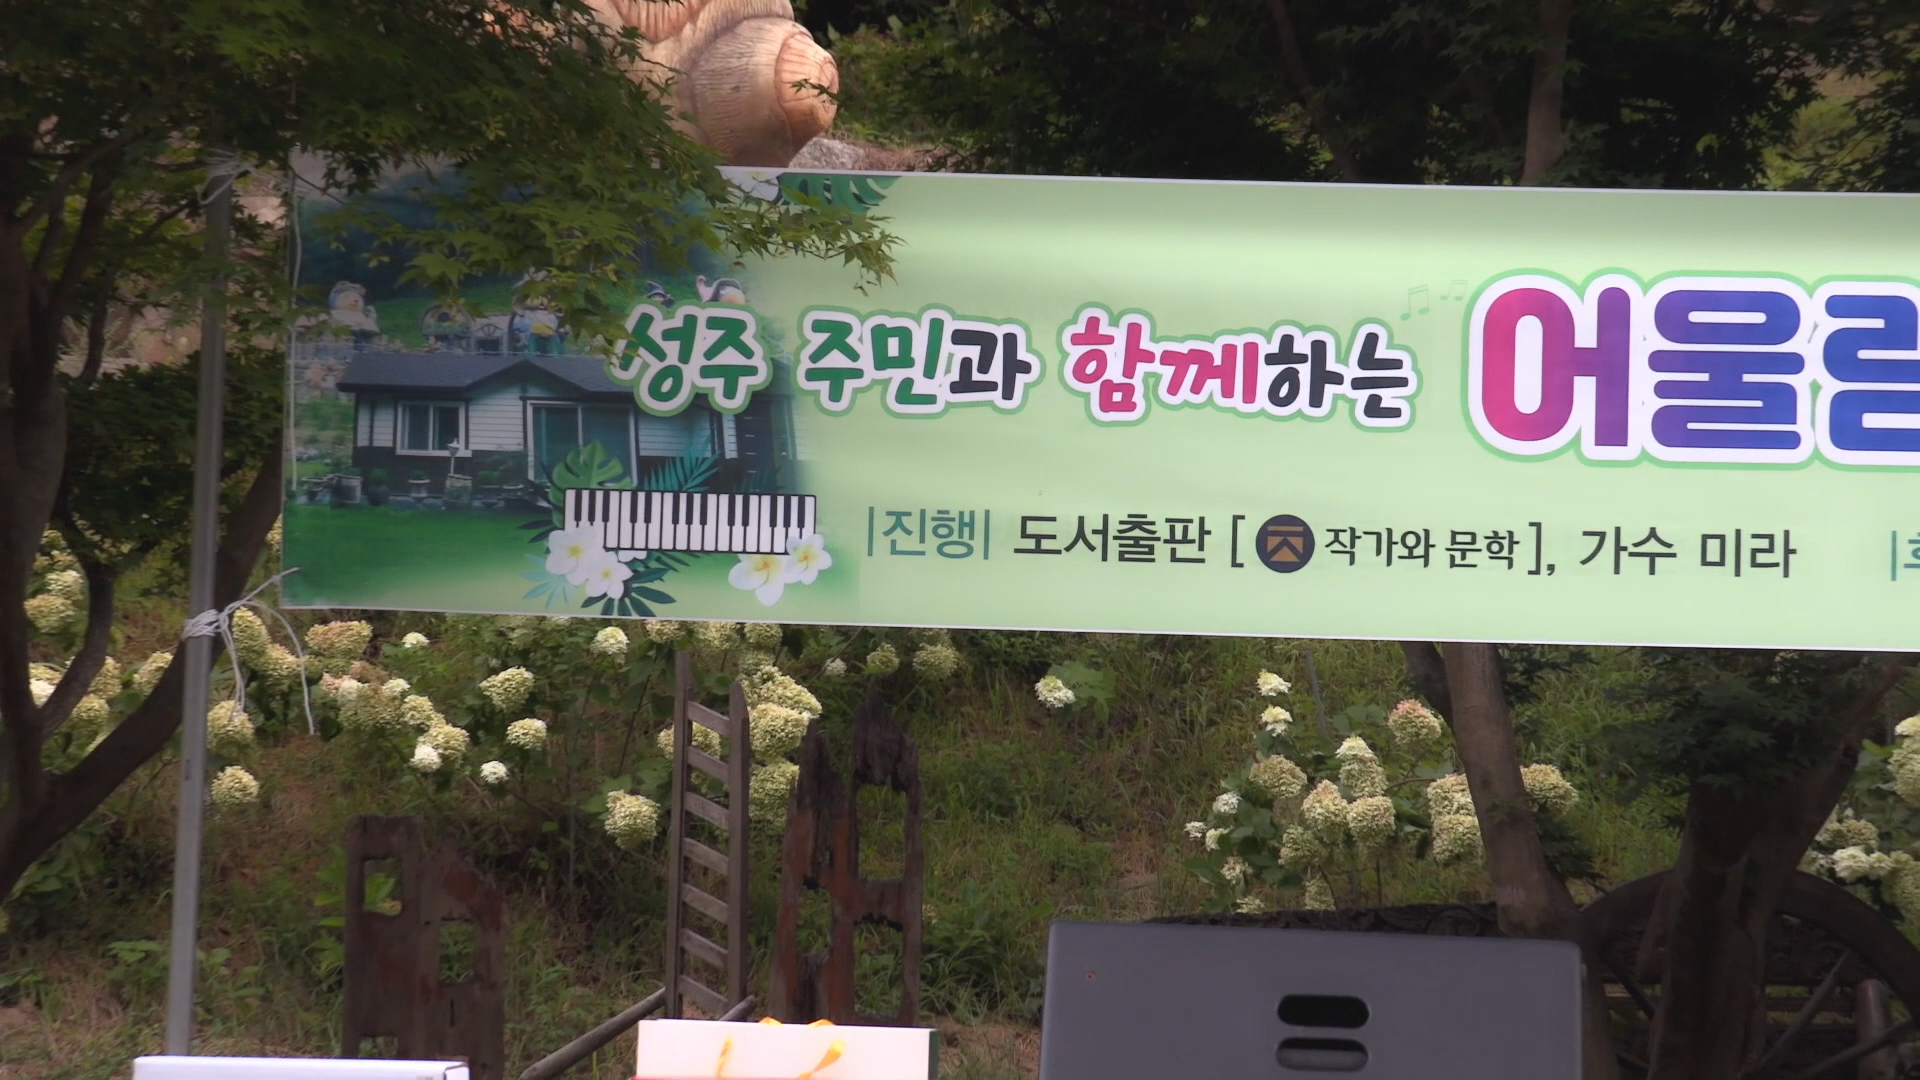 성주 주민과 함께하는 어울림
|진행| 도서출판 [ 작가와 문학 ], 가수 미라